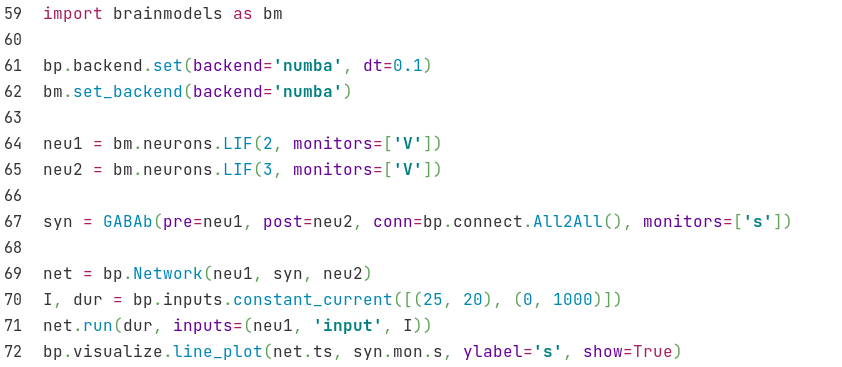 59 import brainmodels as bm
60
61 bp.backend.set(backend='numba', dt=0.1)
62 bm.set_backend(backend='numba')
63
64 neu1 = bm.neurons.LIF(2, monitors=['V'])
65 neu2 = bm.neurons.LIF(3, monitors=['V'])
66
67 syn = GABAb(pre=neu1, post=neu2, conn=bp.connect.All2All(), monitors=['s'])
68
69 net = bp.Network(neu1, syn, neu2)
70 I, dur = bp.inputs.constant_current([(25, 20), (0, 1000)])
71 net.run(dur, inputs=(neu1, 'input', I))
72 bp.visualize.line_plot(net.ts, syn.mon.s, ylabel='s', show=True)